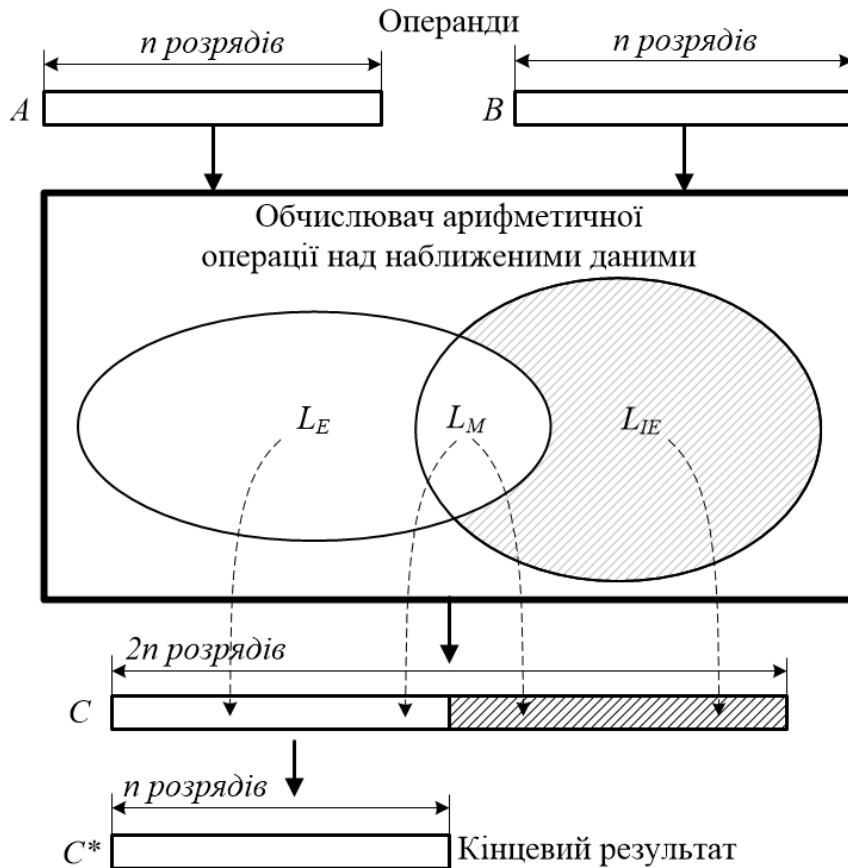 Операнди
n розрядів
n розрядів
A
B
Обчислювач арифметичної
операції над наближеними даними
L_E
L_M
L_IE
2n розрядів
C
n розрядів
C*
Кінцевий результат